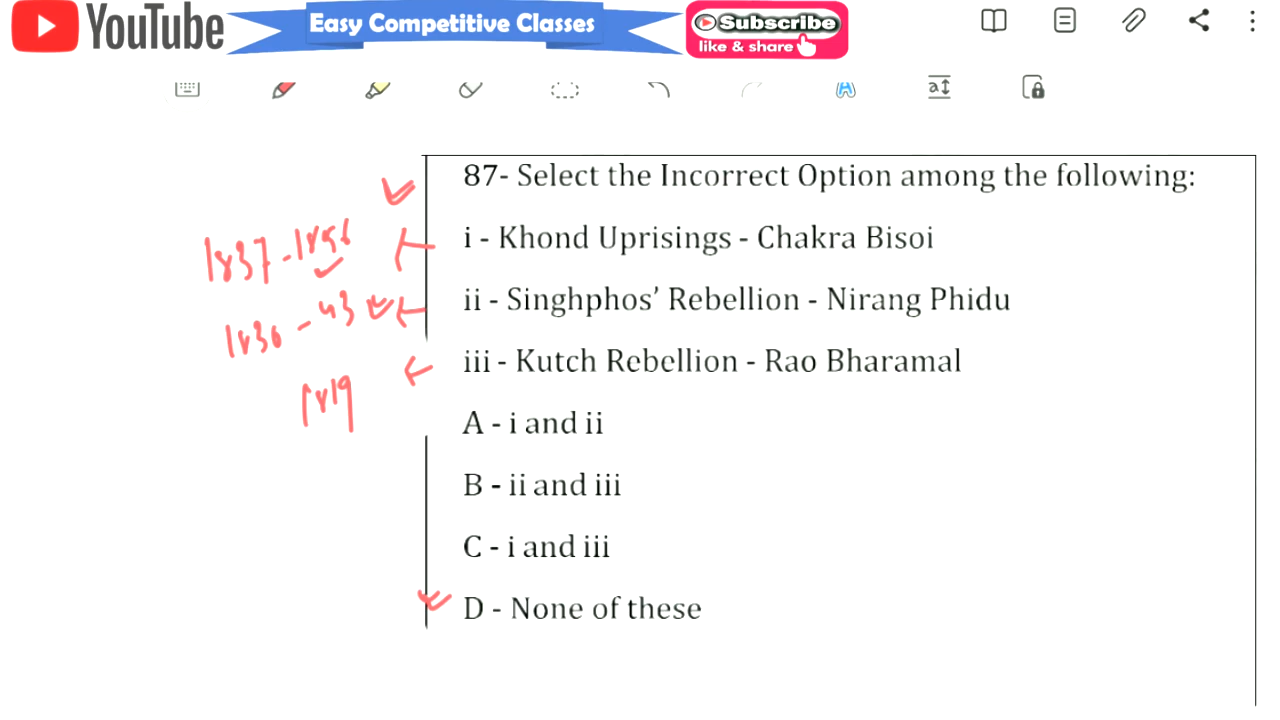 YouTube
Easy Competitive Classes
Subscribe
like & share
87- Select the Incorrect Option among the following:
i - Khond Uprisings - Chakra Bisoi
1837 - 1856
ii - Singhphos' Rebellion - Nirang Phidu
1830 - 43
iii - Kutch Rebellion - Rao Bharamal
1819
A - i and ii
B - ii and iii
C - i and iii
D - None of these